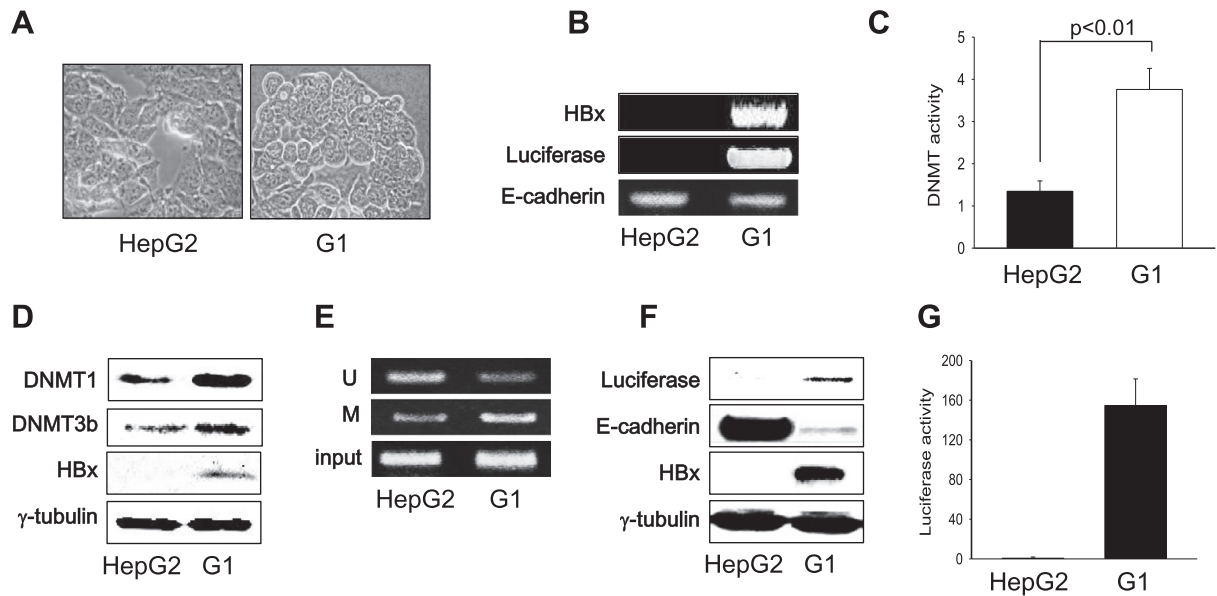 A
HepG2 G1
B
HBx
Luciferase
E-cadherin
HepG2 G1
C
DNMT activity
5
4
3
2
1
0
p<0.01
HepG2 G1
D
DNMT1
DNMT3b
HBx
γ-tubulin
HepG2 G1
E
U
M
input
HepG2 G1
F
Luciferase
E-cadherin
HBx
γ-tubulin
HepG2 G1
G
Luciferase activity
200
160
120
80
40
0
HepG2 G1